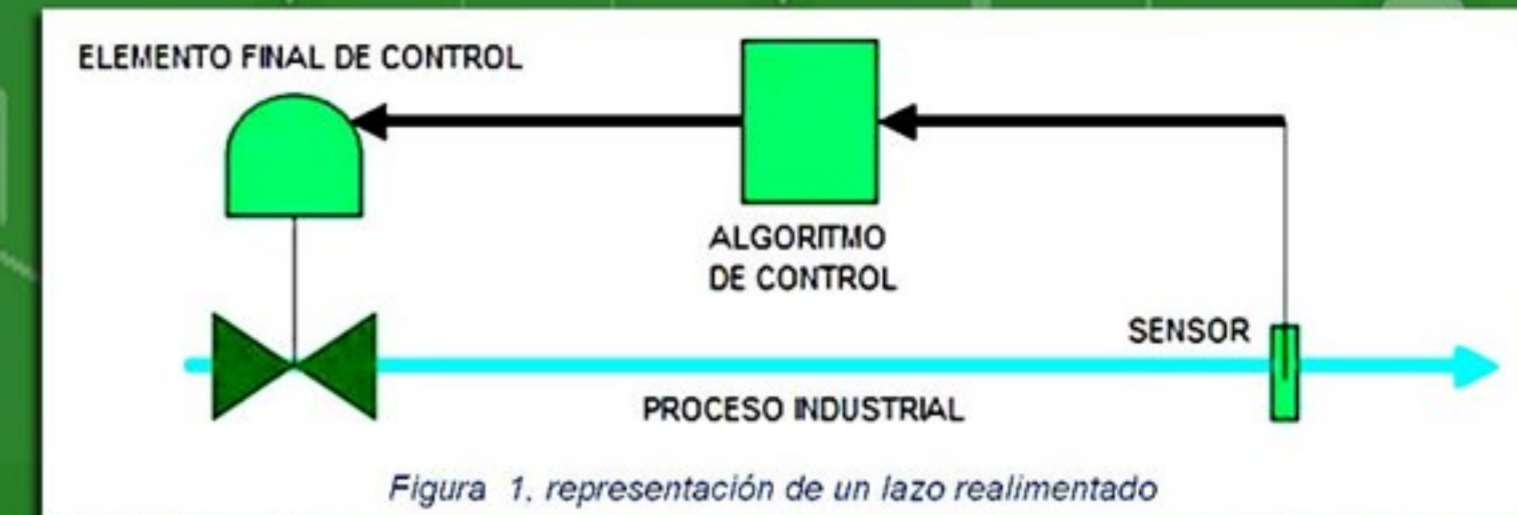 ELEMENTO FINAL DE CONTROL
ALGORITMO
DE CONTROL
SENSOR
PROCESO INDUSTRIAL
Figura 1. representación de un lazo realimentado